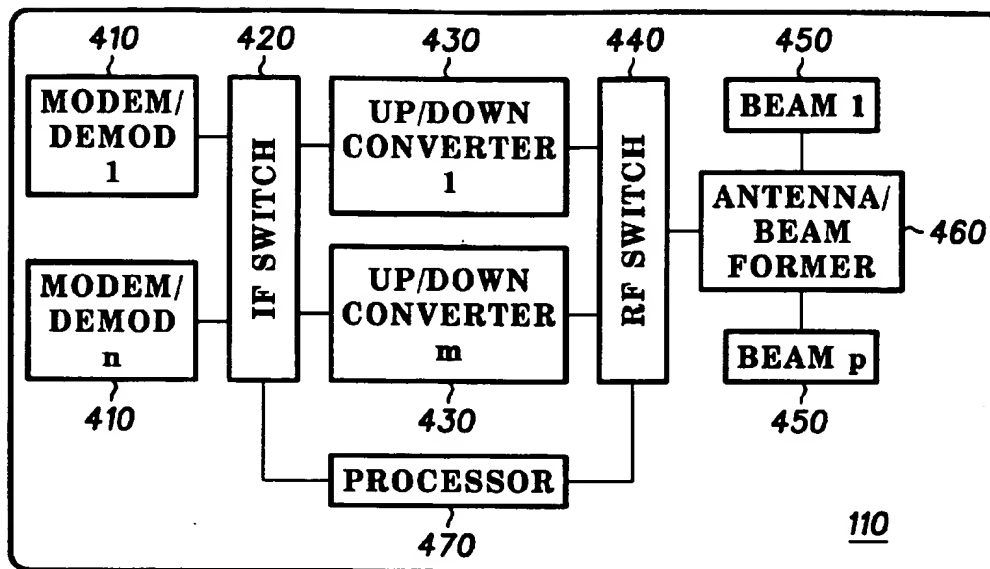 410
420
430
440
450
MODEM/
DEMOD
1
IF SWITCH
UP/DOWN
CONVERTER
1
RF SWITCH
BEAM 1
ANTENNA/
BEAM
FORMER
460
MODEM/
DEMOD
n
UP/DOWN
CONVERTER
m
BEAM p
410
430
450
PROCESSOR
470
110